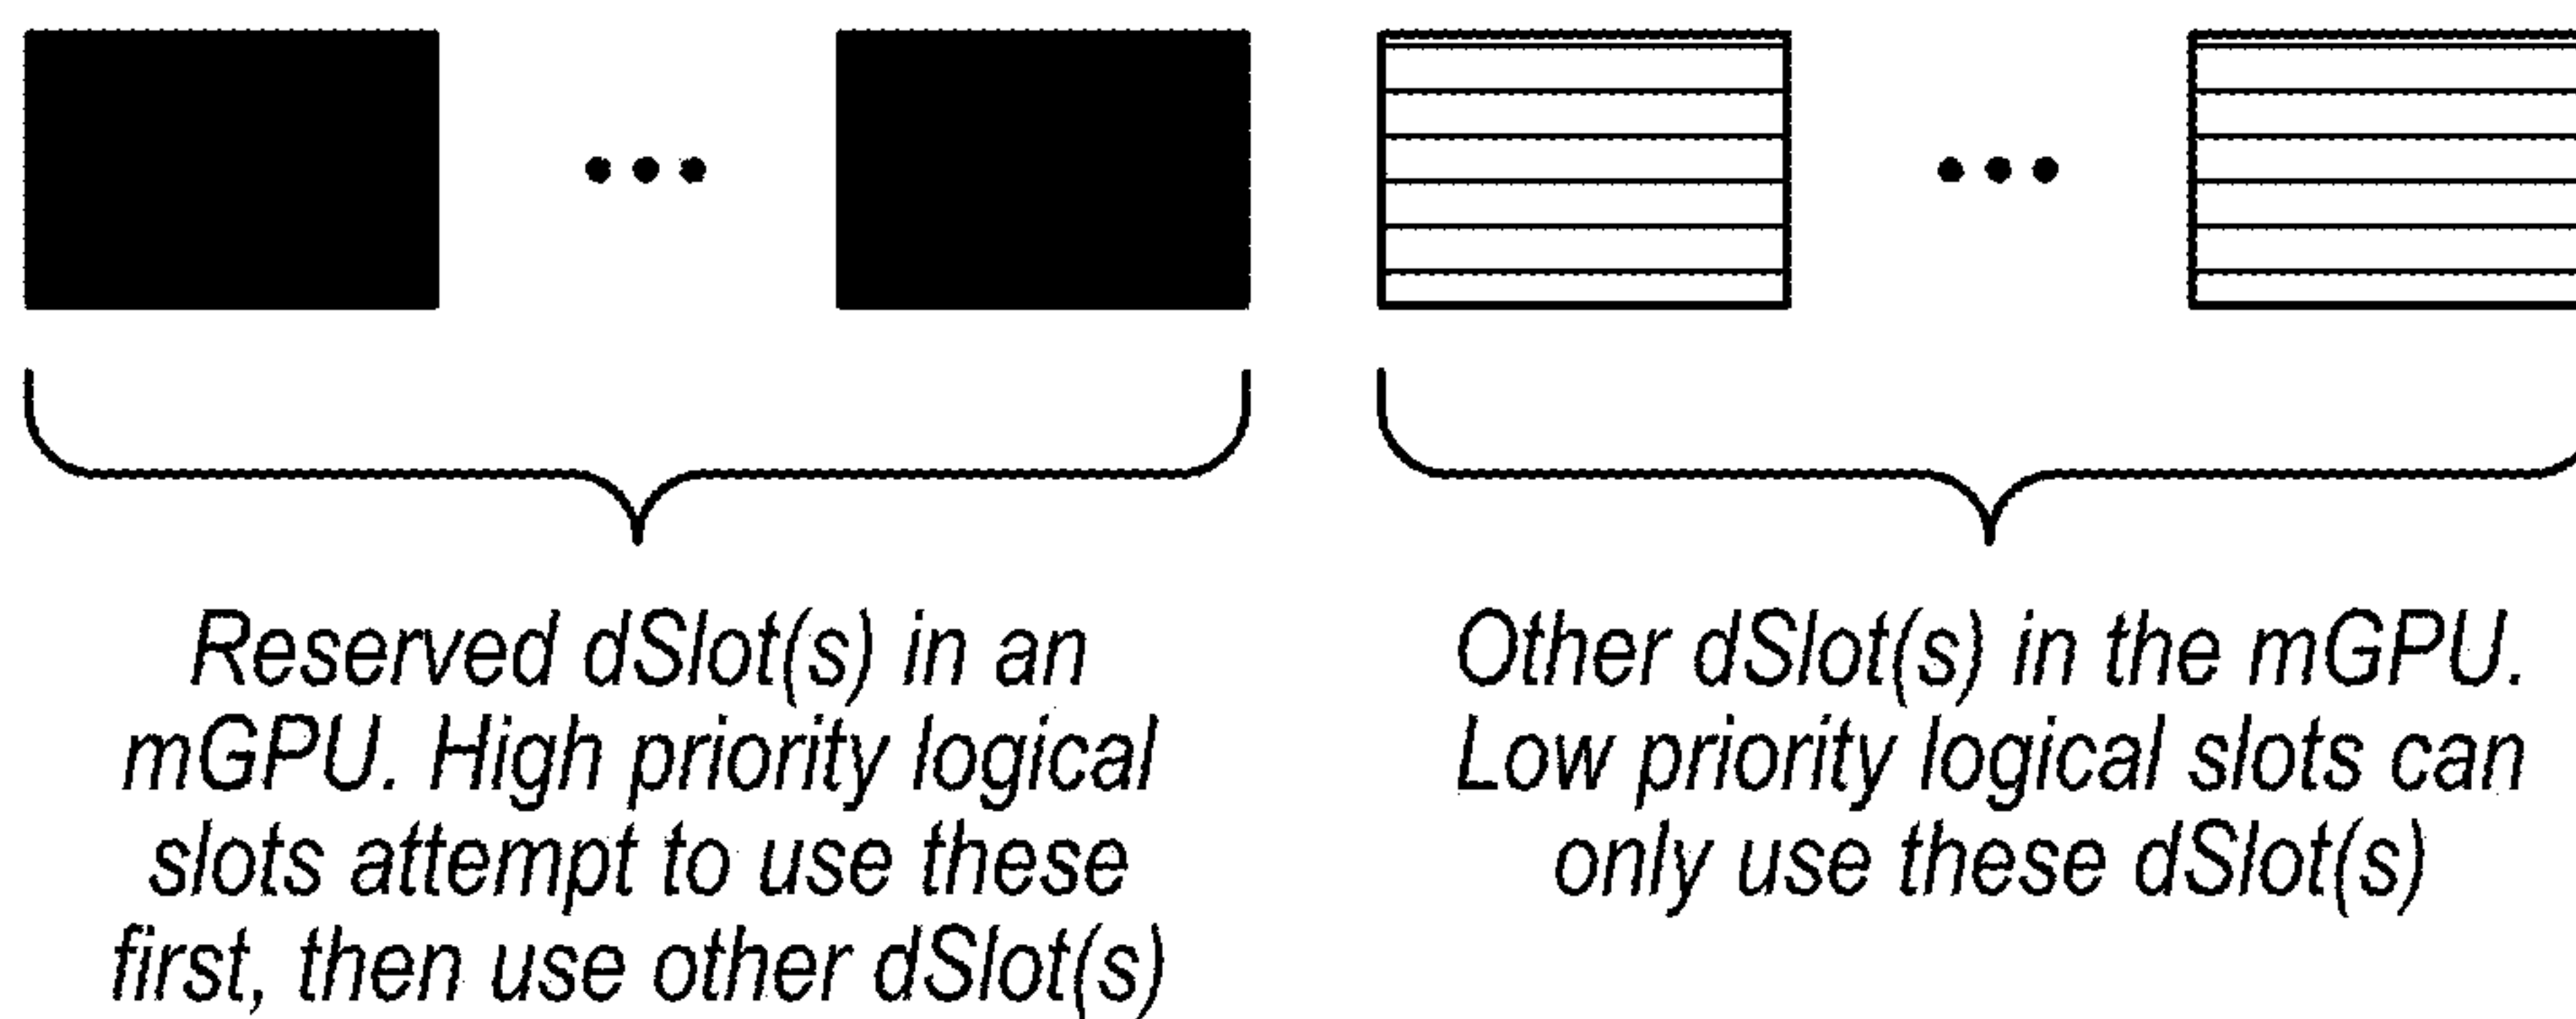 Reserved dSlot(s) in an
mGPU. High priority logical
slots attempt to use these
first, then use other dSlot(s)
Other dSlot(s) in the mGPU.
Low priority logical slots can
only use these dSlot(s)